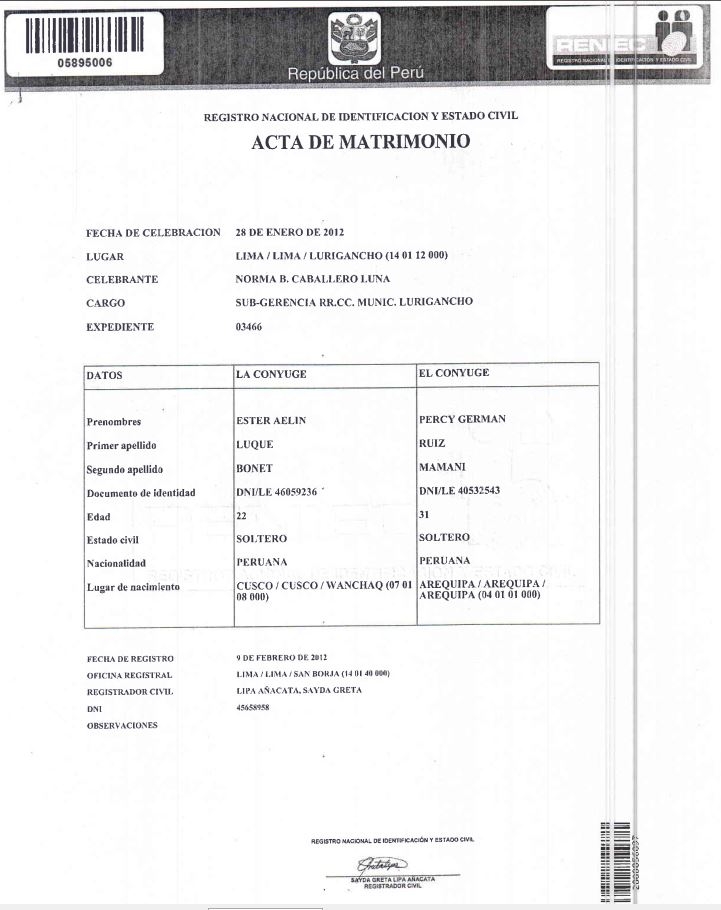 05895006
República del Perú
RENIEC
REGISTRO NACIONAL DE IDENTIFICACIÓN Y ESTADO CIVIL
REGISTRO NACIONAL DE IDENTIFICACION Y ESTADO CIVIL
ACTA DE MATRIMONIO
FECHA DE CELEBRACION 28 DE ENERO DE 2012
LUGAR LIMA / LIMA / LURIGANCHO (14 01 12 000)
CELEBRANTE NORMA B. CABALLERO LUNA
CARGO SUB-GERENCIA RR.CC. MUNIC. LURIGANCHO
EXPEDIENTE 03466
DATOS LA CONYUGE EL CONYUGE
Prenombres ESTER AELIN PERCY GERMAN
Primer apellido LUQUE RUIZ
Segundo apellido BONET MAMANI
Documento de identidad DNI/LE 46059236 DNI/LE 40532543
Edad 22 31
Estado civil SOLTERO SOLTERO
Nacionalidad PERUANA PERUANA
Lugar de nacimiento CUSCO / CUSCO / WANCHAQ (07 01 AREQUIPA / AREQUIPA /
08 000) AREQUIPA (04 01 01 000)
FECHA DE REGISTRO 9 DE FEBRERO DE 2012
OFICINA REGISTRAL LIMA / LIMA / SAN BORJA (14 01 40 000)
REGISTRADOR CIVIL LIPA AÑACATA, SAYDA GRETA
DNI 45658958
OBSERVACIONES
REGISTRO NACIONAL DE IDENTIFICACIÓN Y ESTADO CIVIL
SAYDA GRETA LIPA AÑACATA
REGISTRADOR CIVIL